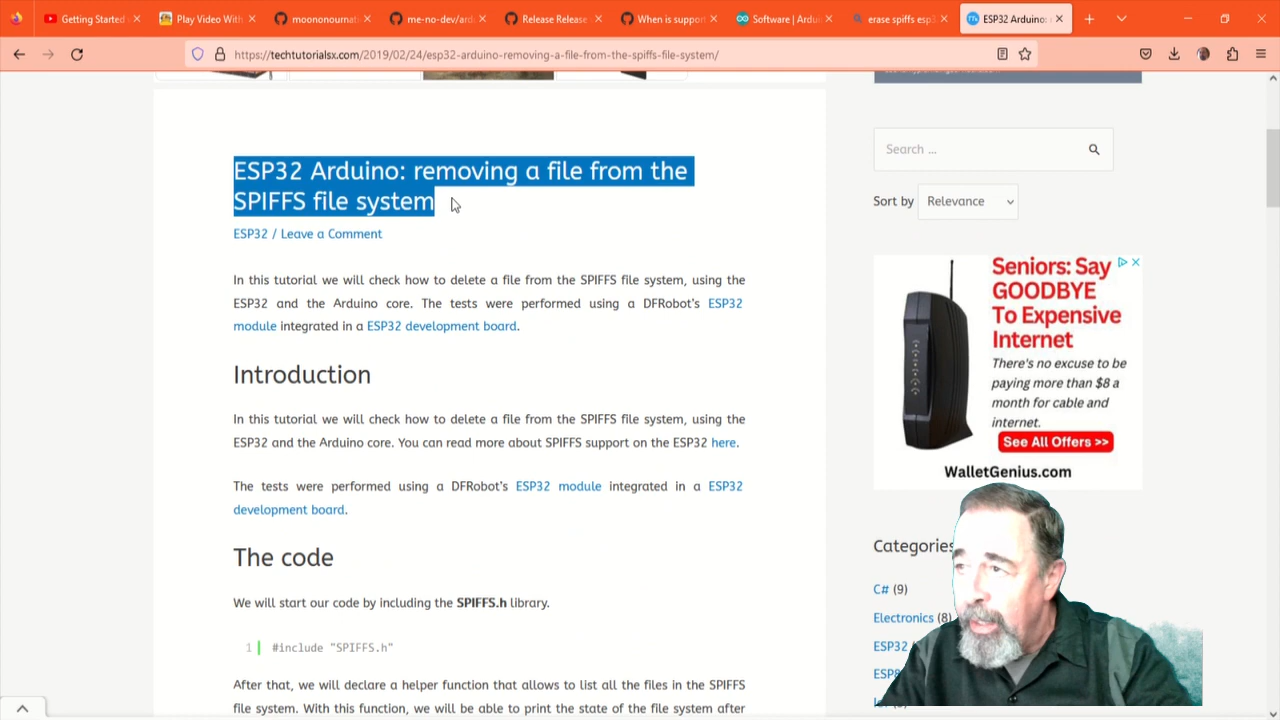 Getting Started
Play Video With
me-no-dev/ard
Release Release
When is support
Software | Ardu
erase spiffs esp3
ESP32 Arduino:
https://techtutorialsx.com/2019/02/24/esp32-arduino-removing-a-file-from-the-spiffs-file-system/
ESP32 Arduino: removing a file from the
SPIFFS file system
ESP32 / Leave a Comment
In this tutorial we will check how to delete a file from the SPIFFS file system, using the
ESP32 and the Arduino core. The tests were performed using a DFRobot's ESP32
module integrated in a ESP32 development board.
Introduction
In this tutorial we will check how to delete a file from the SPIFFS file system, using the
ESP32 and the Arduino core. You can read more about SPIFFS support on the ESP32 here.
The tests were performed using a DFRobot's ESP32 module integrated in a ESP32
development board.
The code
We will start our code by including the SPIFFS.h library.
1 #include "SPIFFS.h"
After that, we will declare a helper function that allows to list all the files in the SPIFFS
file system. With this function, we will be able to print the state of the file system after
Search ...
Sort by Relevance
Seniors: Say
GOODBYE
To Expensive
Internet
There's no excuse to be
paying more than $8 a
month for cable and
internet.
See All Offers >>
WalletGenius.com
Categories
C# (9)
Electronics (8)
ESP32